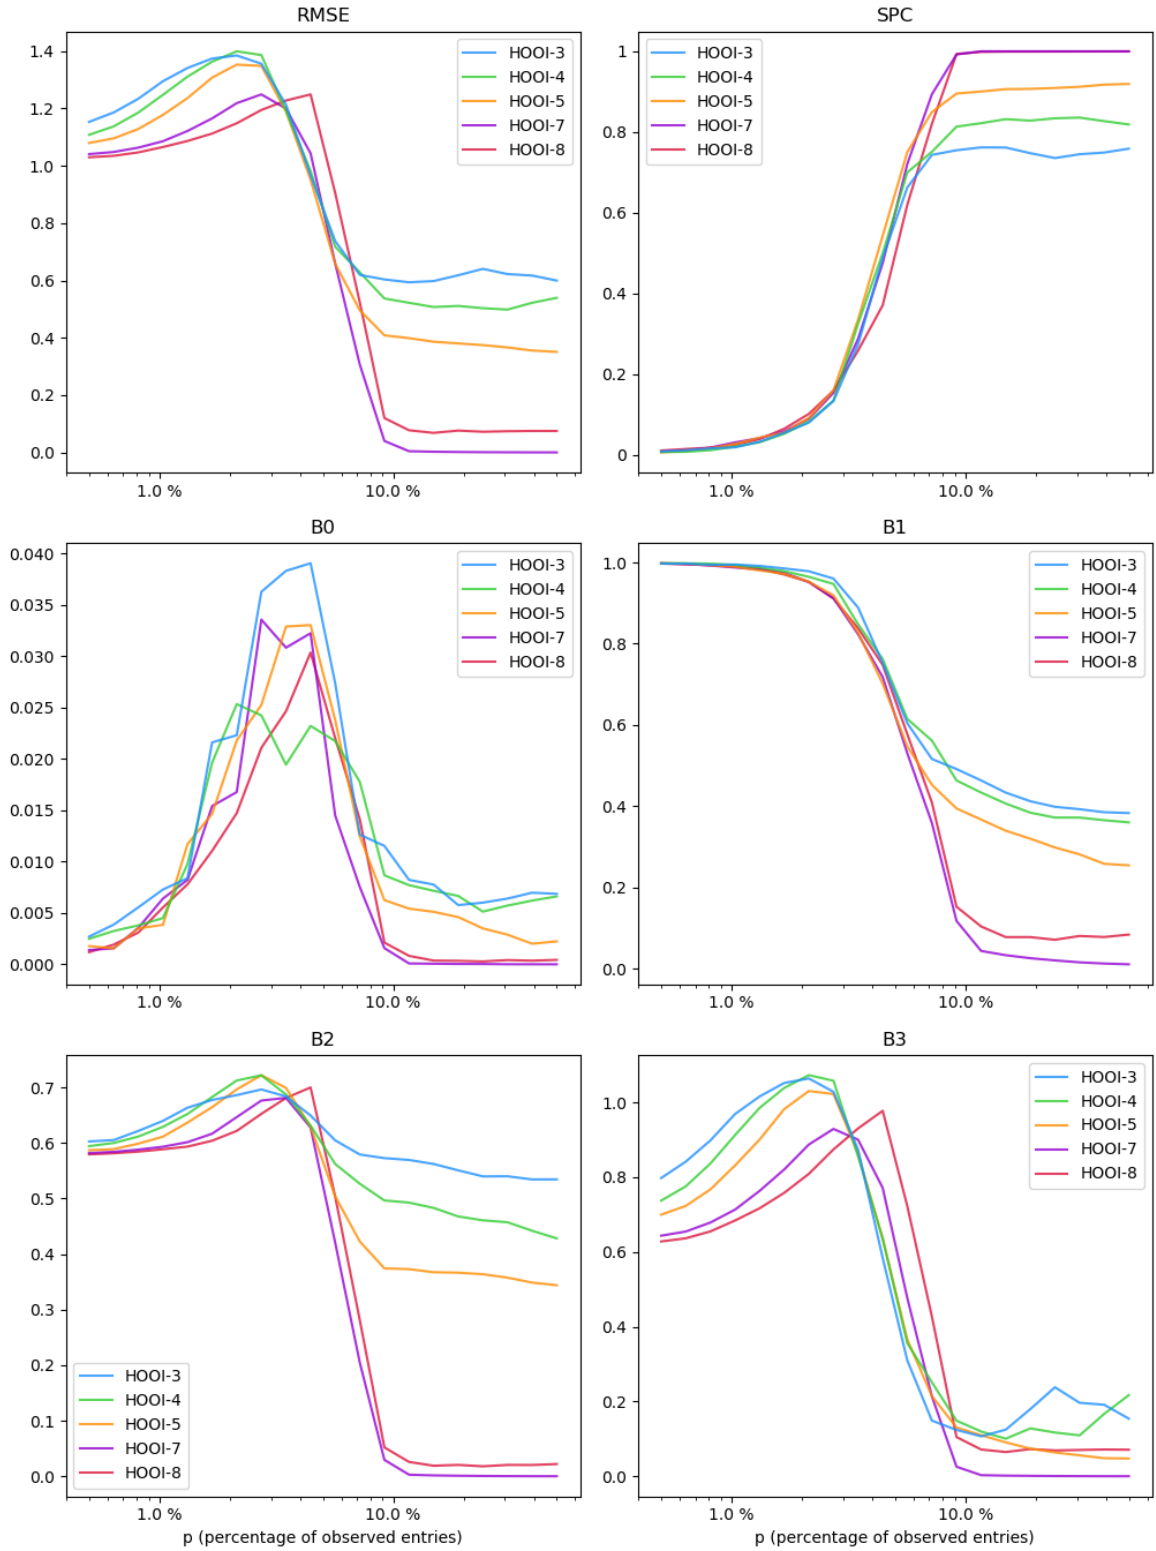 RMSE
1.4
1.2
1.0
0.8
0.6
0.4
0.2
0.0
HOOI-3
HOOI-4
HOOI-5
HOOI-7
HOOI-8
1.0 %
10.0 %
SPC
1
0.8
0.6
0.4
0.2
0
HOOI-3
HOOI-4
HOOI-5
HOOI-7
HOOI-8
1.0 %
10.0 %
B0
0.040
0.035
0.030
0.025
0.020
0.015
0.010
0.005
0.000
HOOI-3
HOOI-4
HOOI-5
HOOI-7
HOOI-8
1.0 %
10.0 %
B1
1.0
0.8
0.6
0.4
0.2
0.0
HOOI-3
HOOI-4
HOOI-5
HOOI-7
HOOI-8
1.0 %
10.0 %
B2
0.7
0.6
0.5
0.4
0.3
0.2
0.1
0.0
HOOI-3
HOOI-4
HOOI-5
HOOI-7
HOOI-8
1.0 %
10.0 %
p (percentage of observed entries)
B3
1.0
0.8
0.6
0.4
0.2
0.0
HOOI-3
HOOI-4
HOOI-5
HOOI-7
HOOI-8
1.0 %
10.0 %
p (percentage of observed entries)